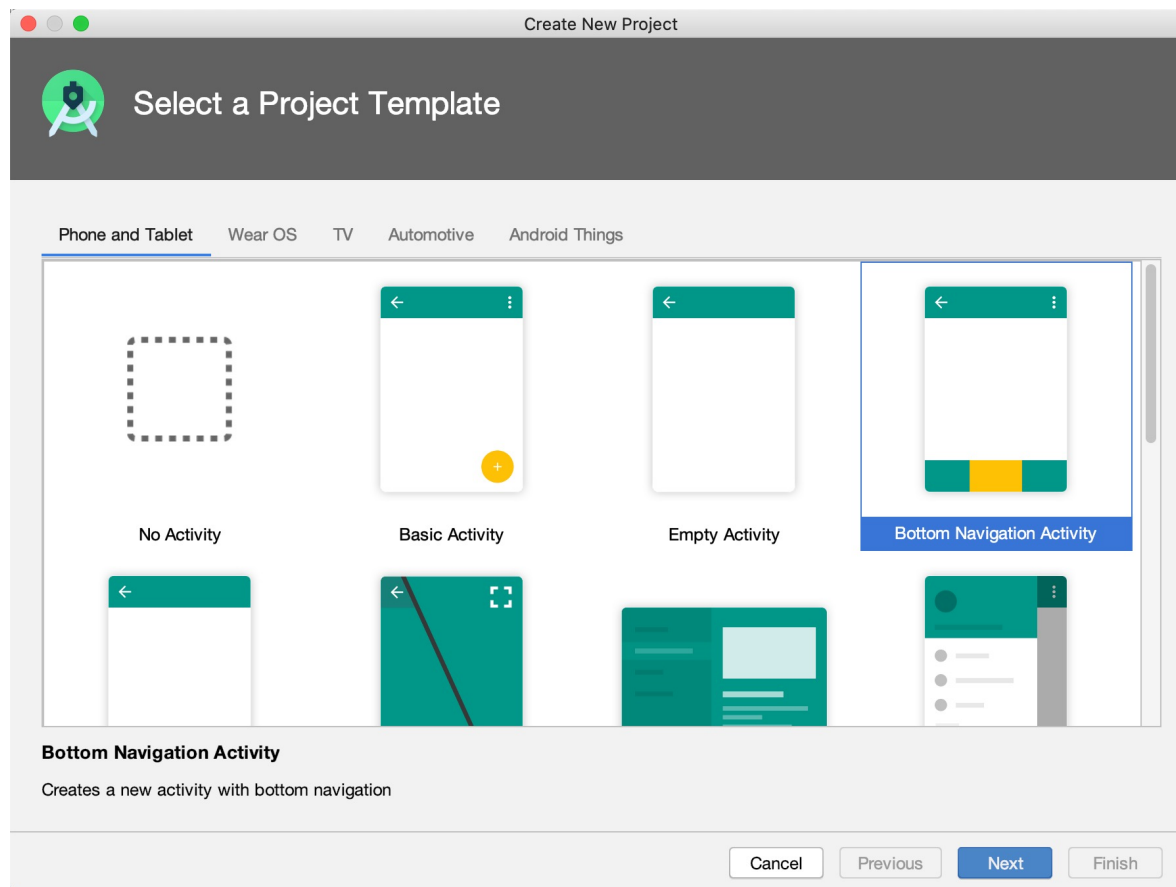 Create New Project
Select a Project Template
Phone and Tablet Wear OS TV Automotive Android Things
No Activity Basic Activity Empty Activity Bottom Navigation Activity
Bottom Navigation Activity
Creates a new activity with bottom navigation
Cancel Previous Next Finish